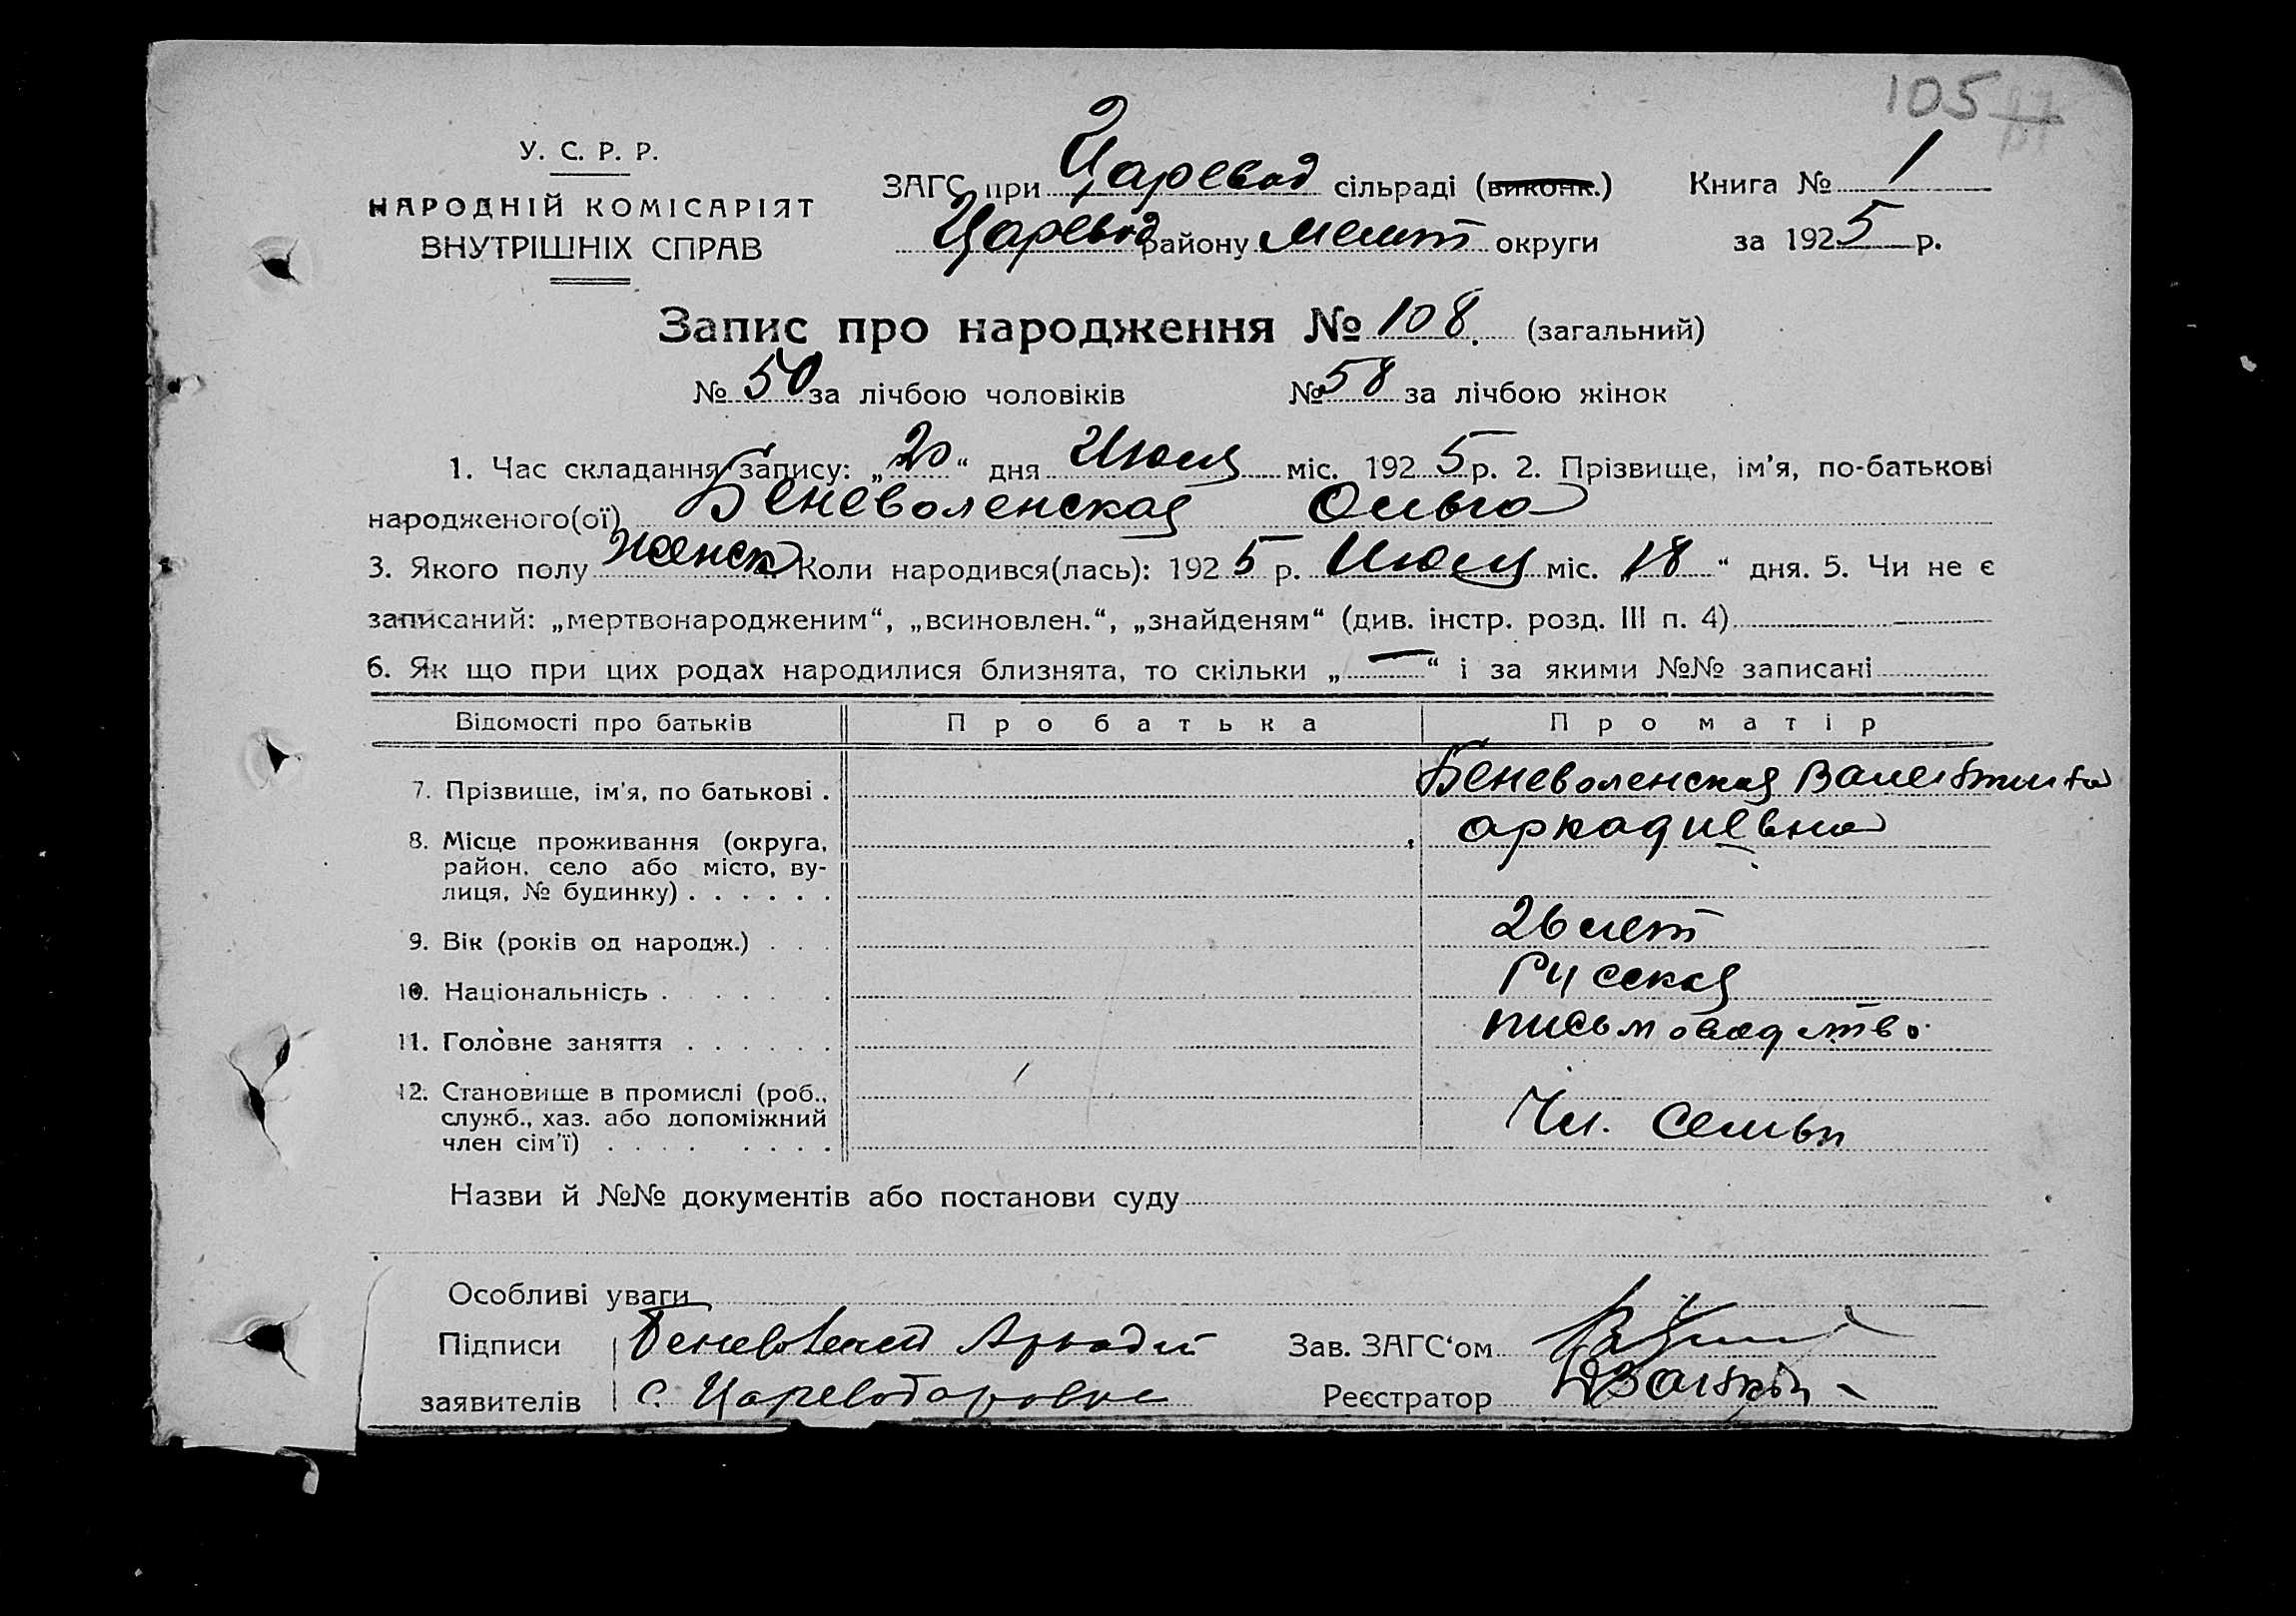 105
У. С. Р. Р.
НАРОДНІЙ КОМІСАРІЯТ
ВНУТРІШНІХ СПРАВ
ЗАГС при Царевод сільраді (виконк.) Книга № 1
Царевод району Мелит округи за 1925 р.
Запис про народження № 108. (загальний)
№ 50 за лічбою чоловіків № 58 за лічбою жінок
1. Час складання запису: „20“ дня Июля міс. 1925 р. 2. Прізвище, ім’я, по-батькові
народженого(ої) Беневоленская Ольга
3. Якого полу женск Коли народився(лась): 1925 р. Июля міс. „18“ дня. 5. Чи не є
записаний: „мертвонародженим“, „всиновлен.“, „знайденям“ (див. інстр. розд. III п. 4)
6. Як що при цих родах народилися близнята, то скільки „—“ і за якими №№ записані
Відомості про батьків Про батька Про матір
7. Прізвище, ім’я, по батькові . Беневоленская Валентина
аркадиевна
8. Місце проживання (округа,
район, село або місто, ву-
лиця, № будинку) . . . . . .
9. Вік (років од народж.) . . . 26 лет
10. Національність . . . . . Русская
11. Головне заняття . . . . . . письмоводство.
12. Становище в промислі (роб.,
служб., хаз. або допоміжний
член сім’ї) . . . . . . . . Чл. Семьи
Назви й №№ документів або постанови суду
Особливі уваги
Підписи Беневоленский Аркадий Зав. ЗАГС‘ом
заявителів с. Царево Реєстратор